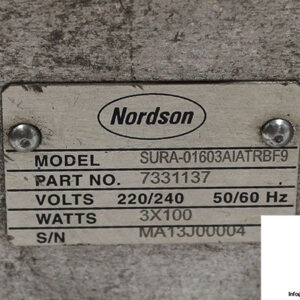 Nordson
MODEL SURA-01603AIATRBF9
PART NO. 7331137
VOLTS 220/240 50/60 Hz
WATTS 3X100
S/N MA13J00004